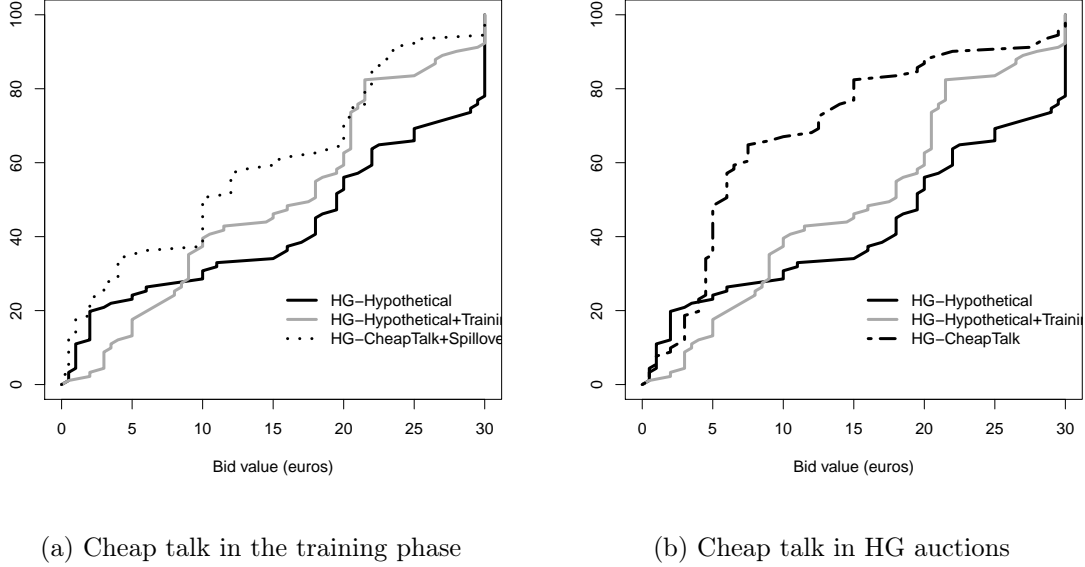 100
80
60
40
20
0
0 5 10 15 20 25 30
Bid value (euros)
HG−Hypothetical
HG−Hypothetical+Trainin
HG−CheapTalk+Spillove
(a) Cheap talk in the training phase
100
80
60
40
20
0
0 5 10 15 20 25 30
Bid value (euros)
HG−Hypothetical
HG−Hypothetical+Trainin
HG−CheapTalk
(b) Cheap talk in HG auctions